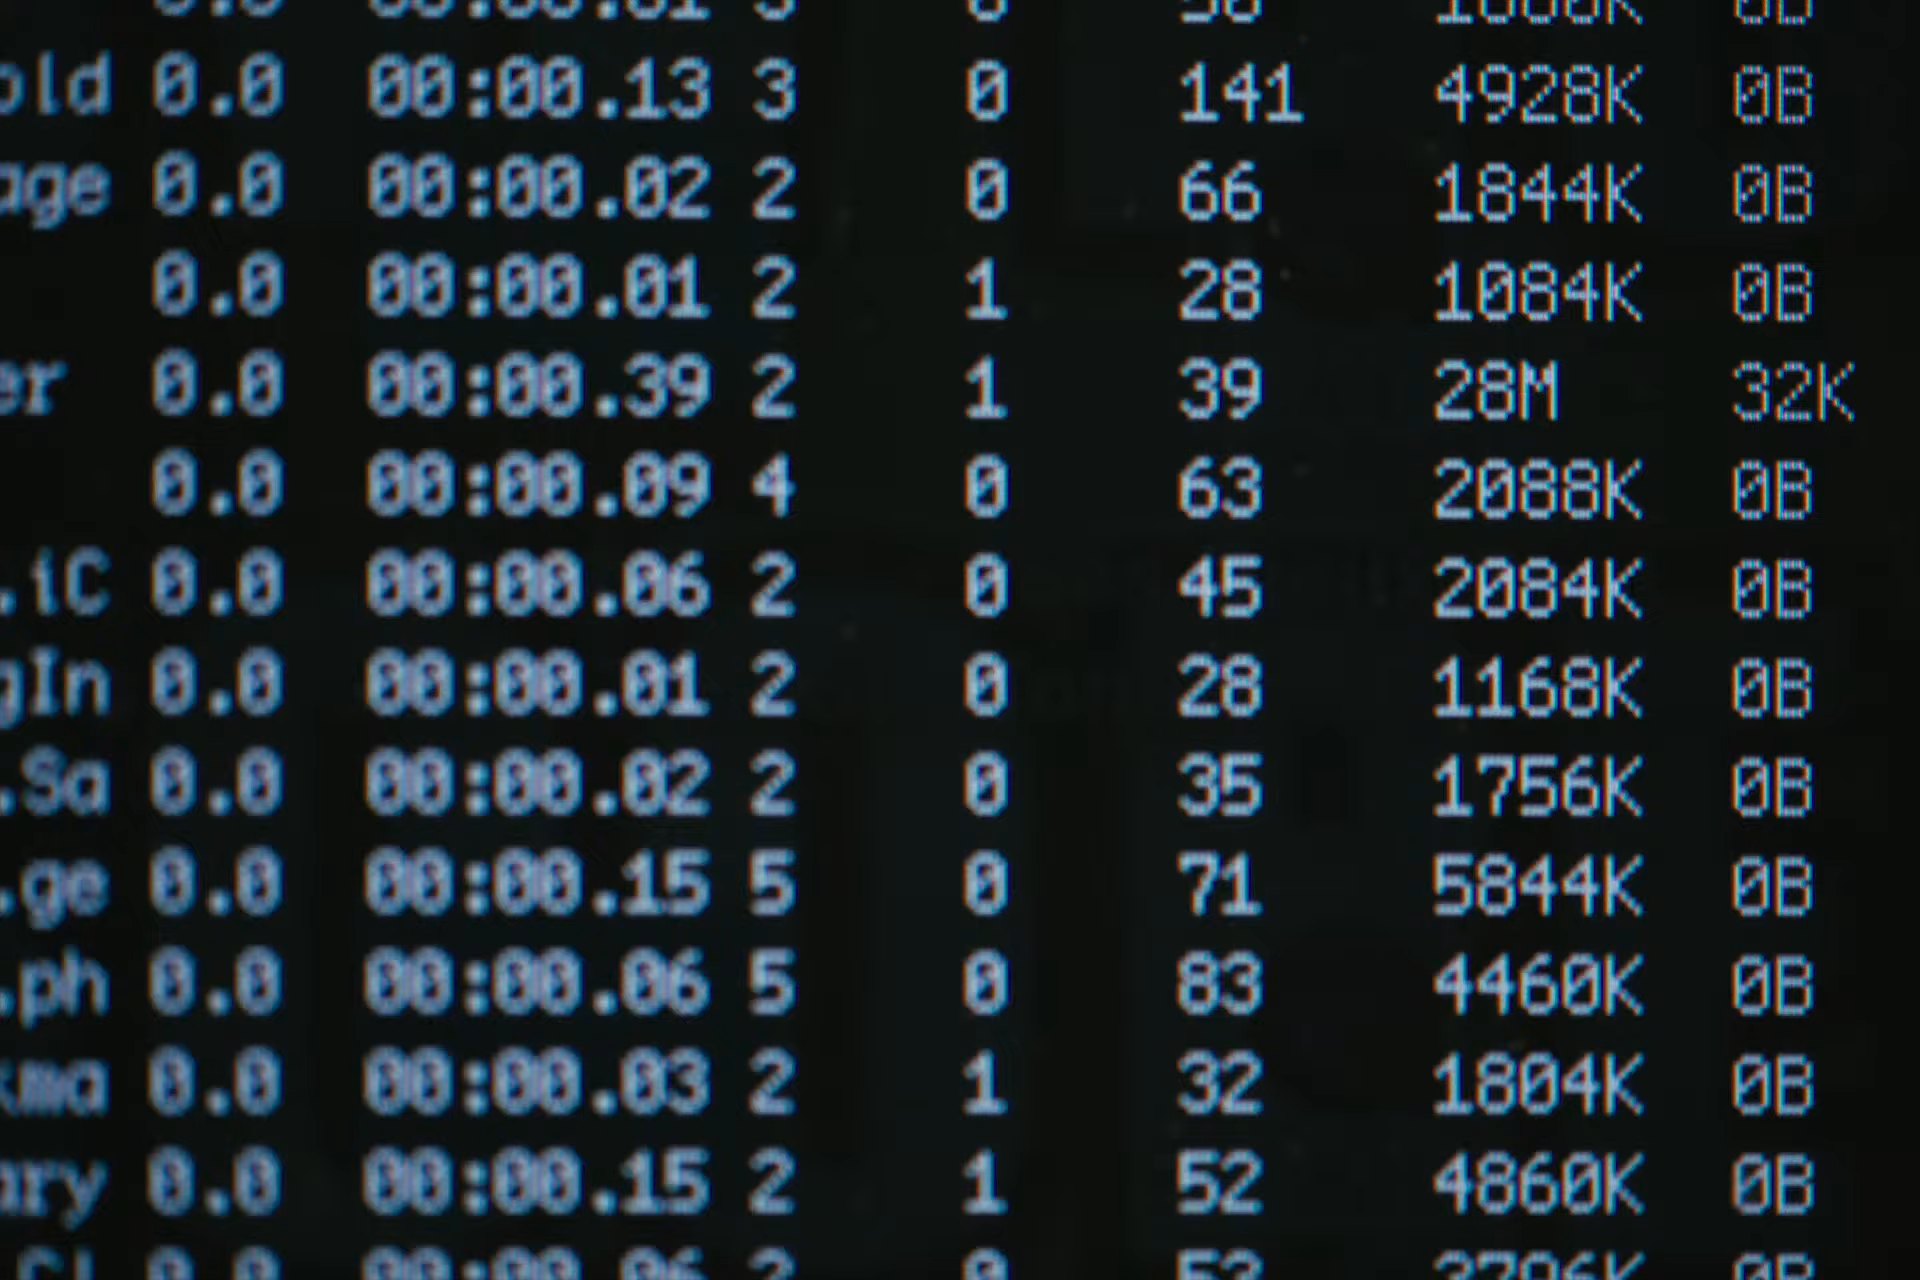 old 0.0 00:00.13 3 0 141 4928K 0B
age 0.0 00:00.02 2 0 66 1844K 0B
0.0 00:00.01 2 1 28 1084K 0B
er 0.0 00:00.39 2 1 39 28M 32K
0.0 00:00.09 4 0 63 2088K 0B
.iC 0.0 00:00.06 2 0 45 2084K 0B
gIn 0.0 00:00.01 2 0 28 1168K 0B
.Sa 0.0 00:00.02 2 0 35 1756K 0B
.ge 0.0 00:00.15 5 0 71 5844K 0B
.ph 0.0 00:00.06 5 0 83 4460K 0B
kma 0.0 00:00.03 2 1 32 1804K 0B
ary 0.0 00:00.15 2 1 52 4860K 0B